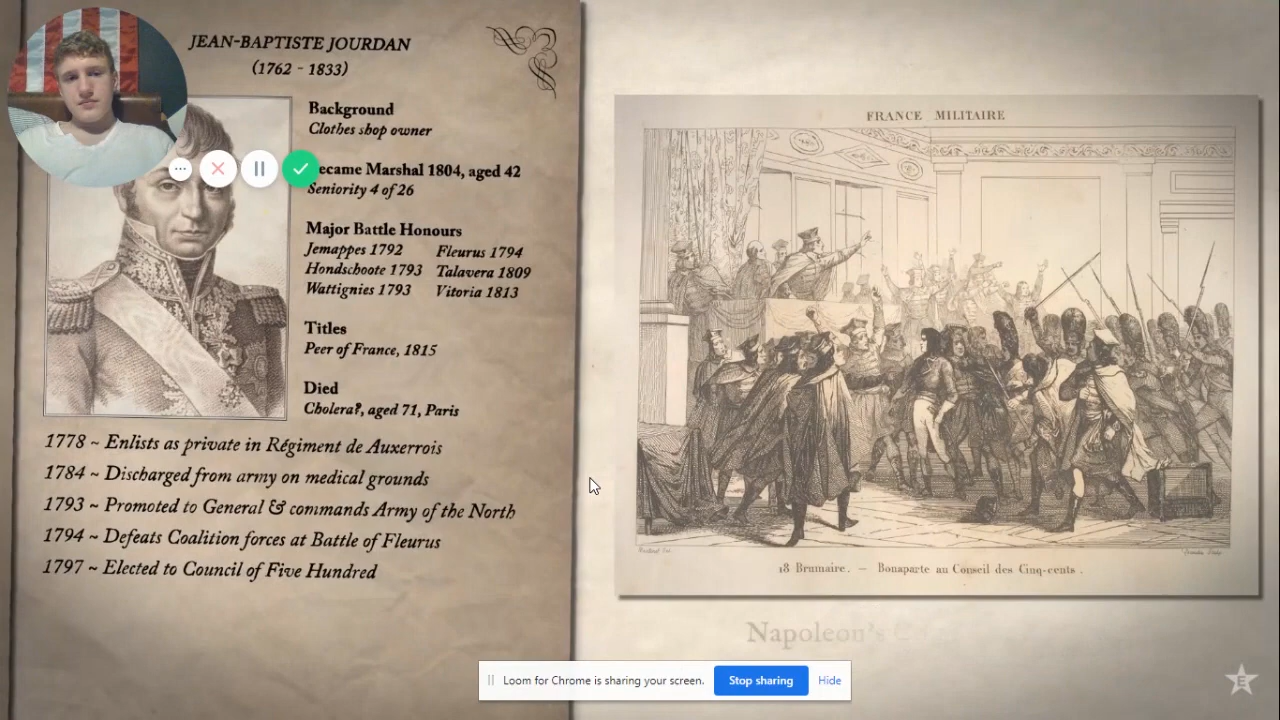 JEAN-BAPTISTE JOURDAN
(1762 - 1833)
Background
Clothes shop owner
ecame Marshal 1804, aged 42
Seniority 4 of 26
Major Battle Honours
Jemappes 1792 Fleurus 1794
Hondschoote 1793 Talavera 1809
Wattignies 1793 Vitoria 1813
Titles
Peer of France, 1815
Died
Cholera?, aged 71, Paris
1778 ~ Enlists as private in Régiment de Auxerrois
1784 ~ Discharged from army on medical grounds
1793 ~ Promoted to General & commands Army of the North
1794 ~ Defeats Coalition forces at Battle of Fleurus
1797 ~ Elected to Council of Five Hundred
FRANCE MILITAIRE
18 Brumaire. — Bonaparte au Conseil des Cinq-cents.
Napoleon's
Loom for Chrome is sharing your screen.
Stop sharing
Hide
E